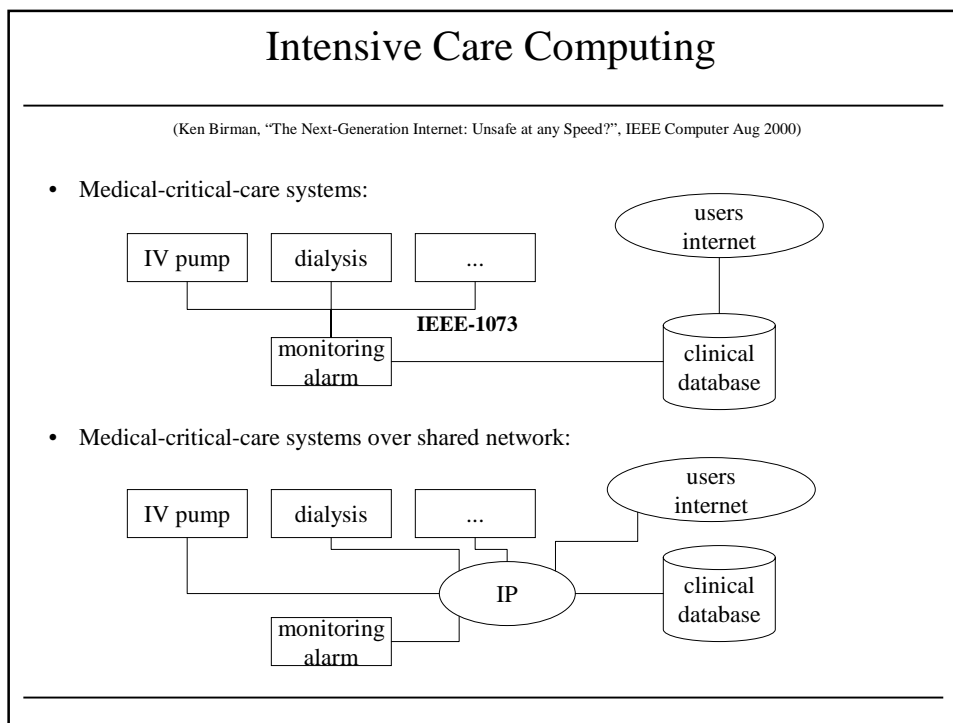 Intensive Care Computing
(Ken Birman, “The Next-Generation Internet: Unsafe at any Speed?”, IEEE Computer Aug 2000)
• Medical-critical-care systems:
users
internet
IV pump
dialysis
...
IEEE-1073
monitoring
alarm
clinical
database
• Medical-critical-care systems over shared network:
users
internet
IV pump
dialysis
...
IP
clinical
database
monitoring
alarm